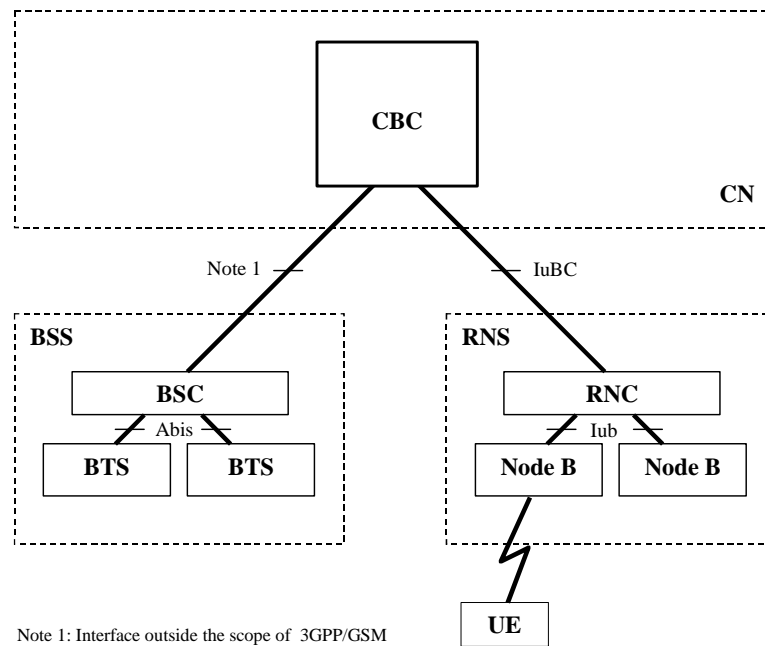 CBC
CN
Note 1
IuBC
BSS
RNS
BSC
RNC
Abis
Iub
BTS
BTS
Node B
Node B
UE
Note 1: Interface outside the scope of 3GPP/GSM